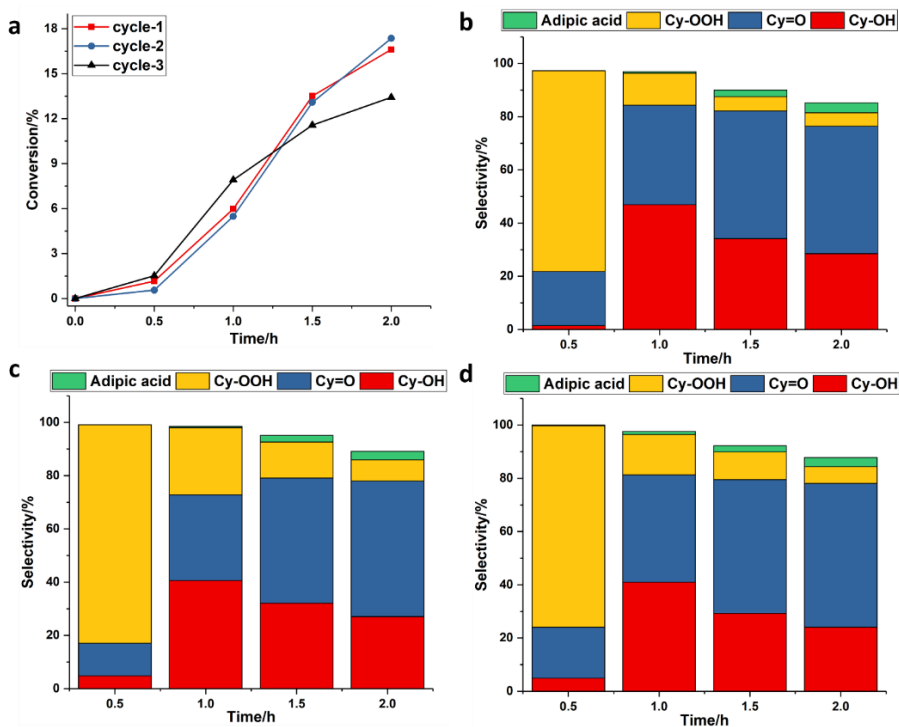 a
cycle-1
cycle-2
cycle-3
Conversion/%
18
15
12
9
6
3
0
0.0 0.5 1.0 1.5 2.0
Time/h
b
Adipic acid Cy-OOH Cy=O Cy-OH
Selectivity/%
100
80
60
40
20
0
0.5 1.0 1.5 2.0
Time/h
c
Adipic acid Cy-OOH Cy=O Cy-OH
Selectivity/%
100
80
60
40
20
0
0.5 1.0 1.5 2.0
Time/h
d
Adipic acid Cy-OOH Cy=O Cy-OH
Selectivity/%
100
80
60
40
20
0
0.5 1.0 1.5 2.0
Time/h